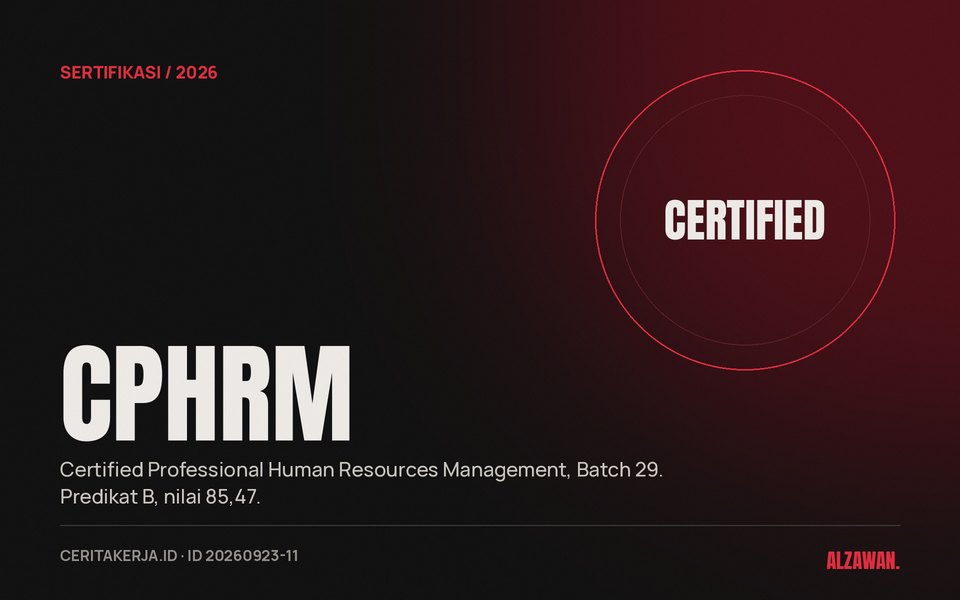 SERTIFIKASI / 2026
CERTIFIED
CPHRM
Certified Professional Human Resources Management, Batch 29.
Predikat B, nilai 85,47.
CERITAKERJA.ID · ID 20260923-11
ALZAWAN.